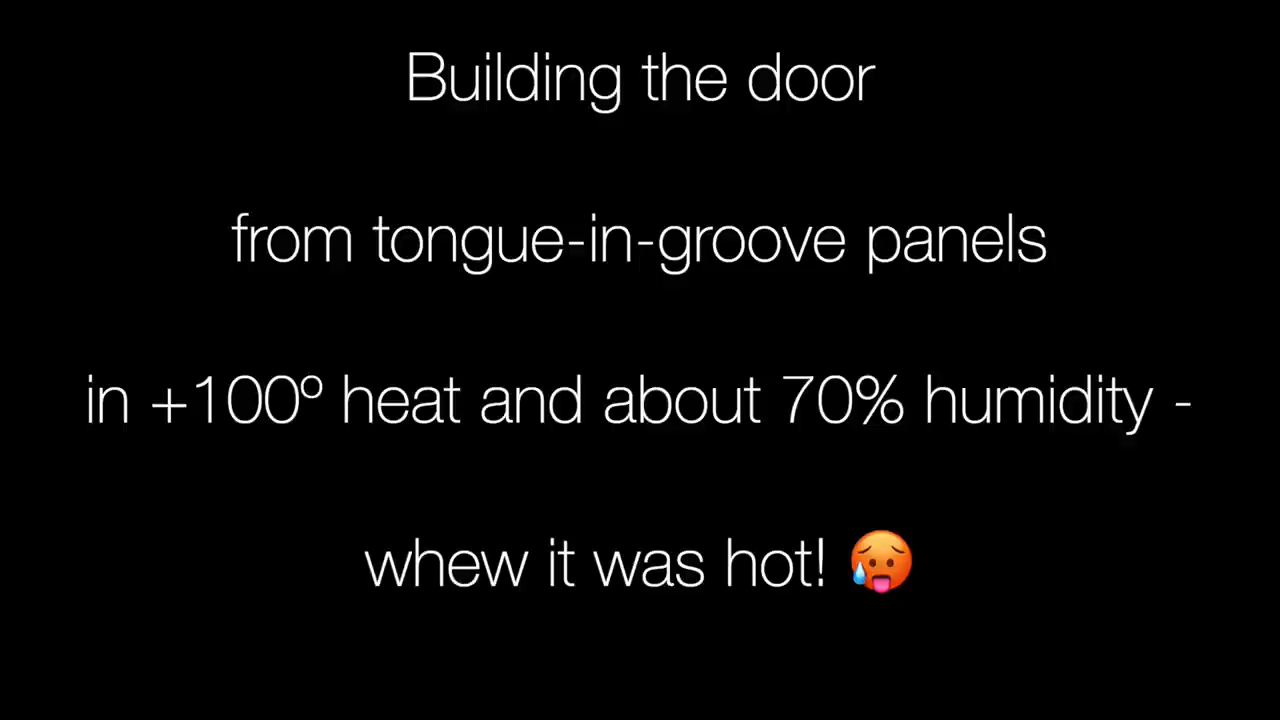 Building the door
from tongue-in-groove panels
in +100º heat and about 70% humidity -
whew it was hot! 🥵